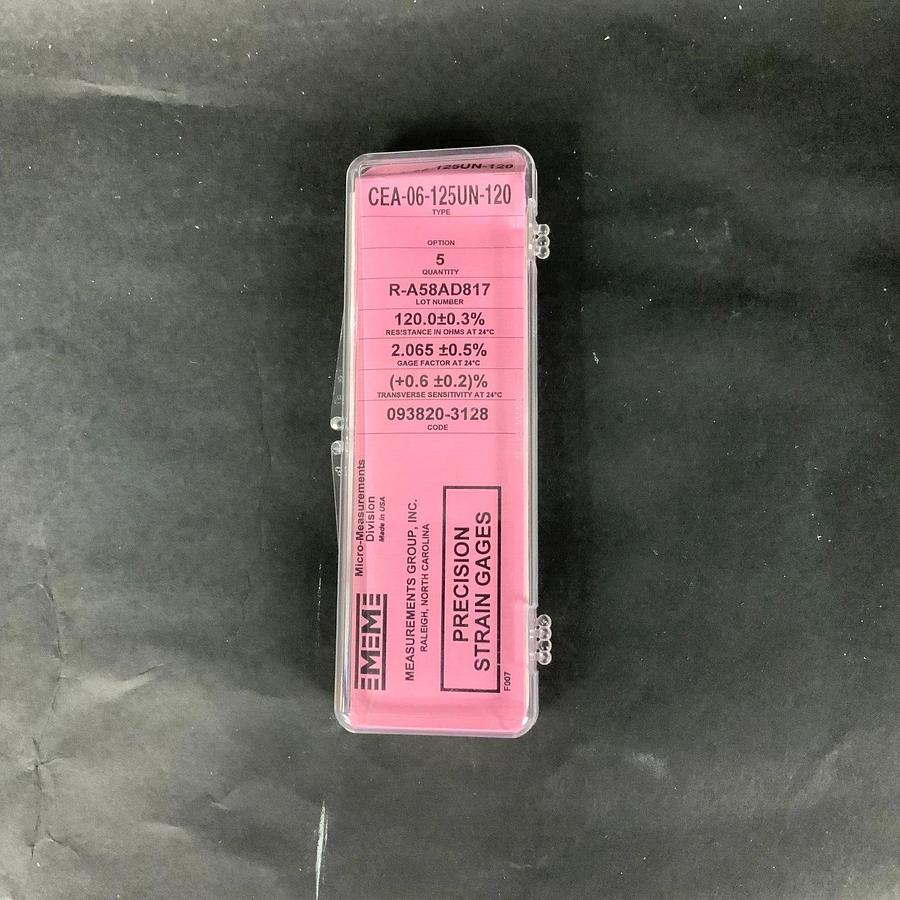 125UN-120
CEA-06-125UN-120
TYPE
OPTION
5
QUANTITY
R-A58AD817
LOT NUMBER
120.0±0.3%
RESISTANCE IN OHMS AT 24°C
2.065 ±0.5%
GAGE FACTOR AT 24°C
(+0.6 ±0.2)%
TRANSVERSE SENSITIVITY AT 24°C
093820-3128
CODE
Micro-Measurements
Division
Made in USA
MM
MEASUREMENTS GROUP, INC.
RALEIGH, NORTH CAROLINA
PRECISION
STRAIN GAGES
F007